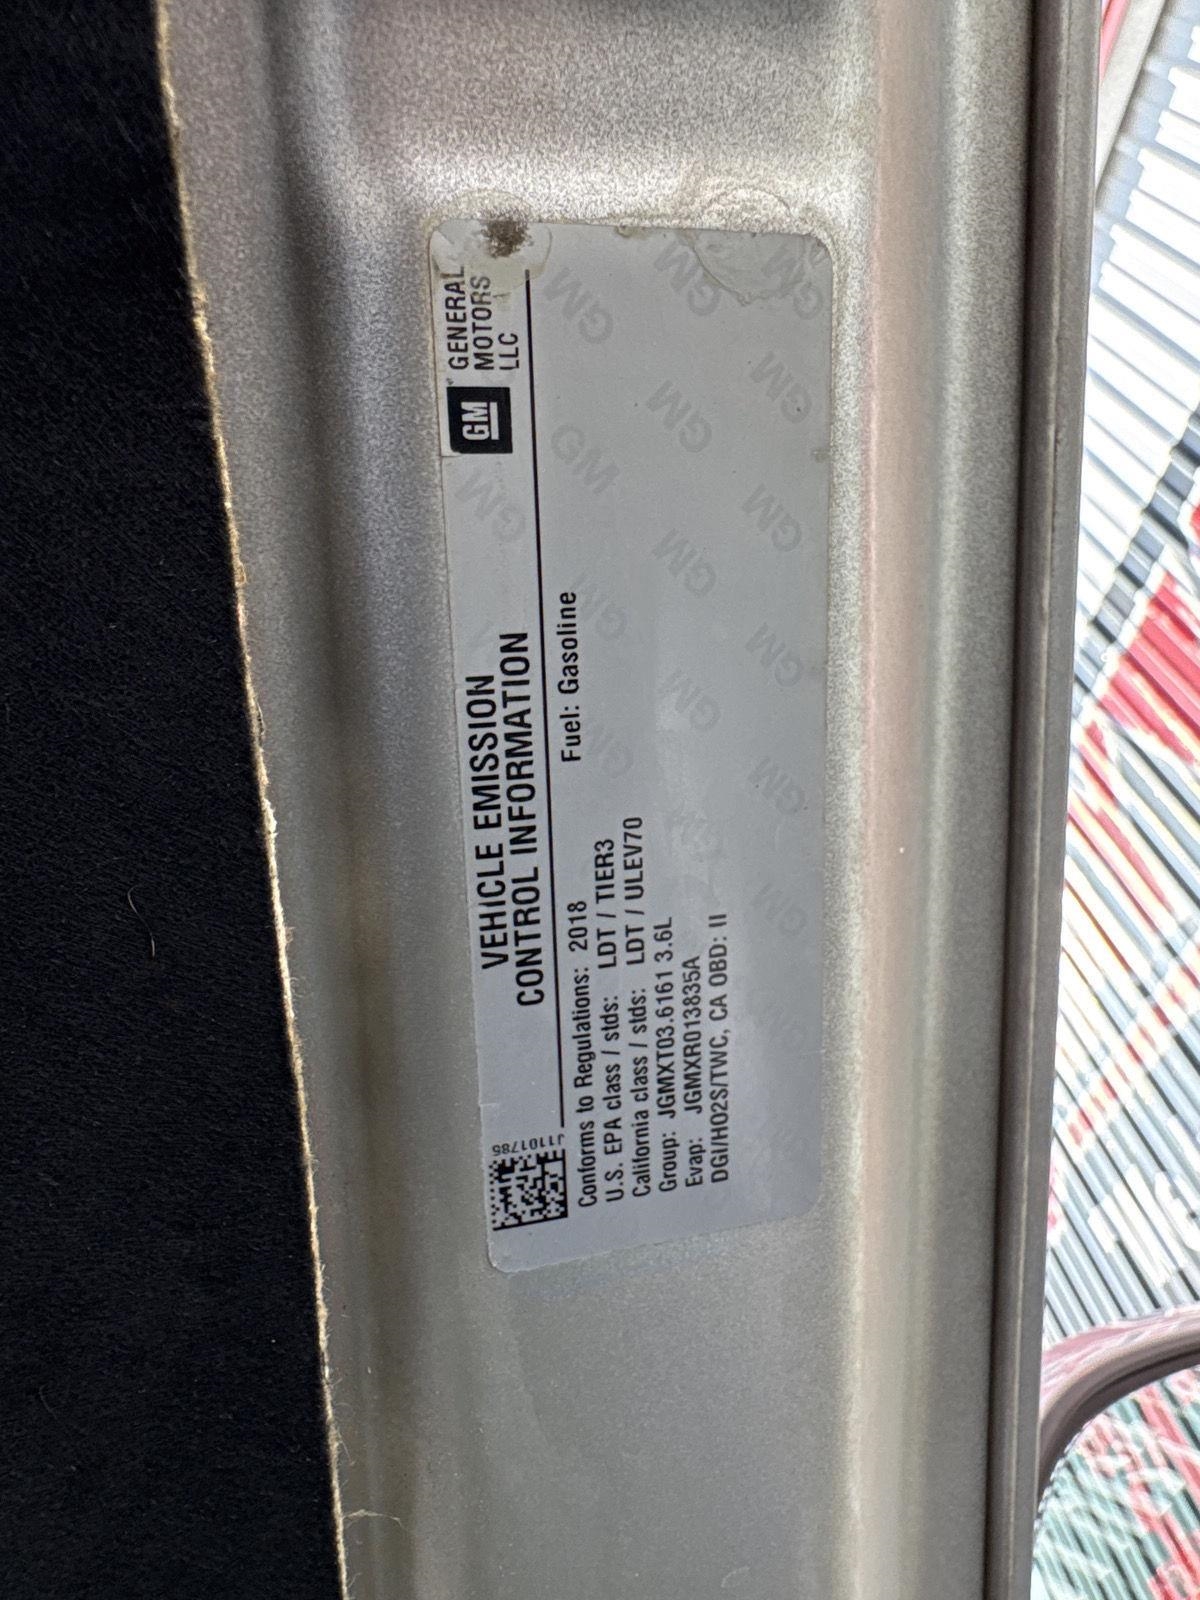 VEHICLE EMISSION
CONTROL INFORMATION
GM
GENERAL
MOTORS
LLC
J1101786
Conforms to Regulations: 2018
Fuel: Gasoline
U.S. EPA class / stds: LDT / TIER3
California class / stds: LDT / ULEV70
Group: JGMXT03.6161 3.6L
Evap: JGMXR013835A
DGI/HO2S/TWC, CA OBD: II